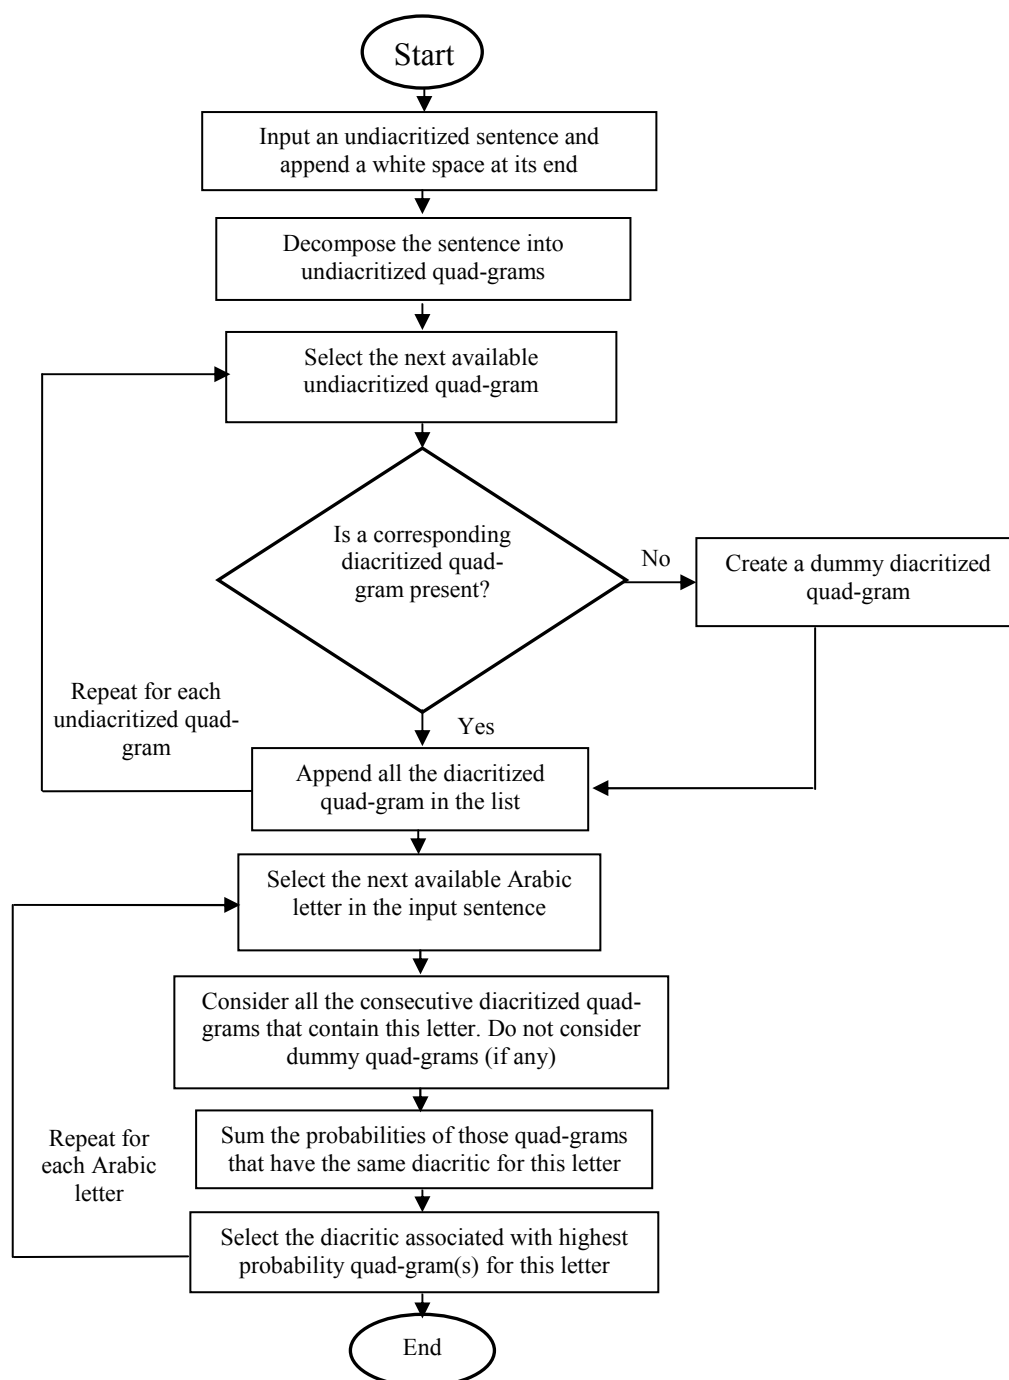 Start
Input an undiacritized sentence and
append a white space at its end
Decompose the sentence into
undiacritized quad-grams
Select the next available
undiacritized quad-gram
Is a corresponding
diacritized quad-
gram present?
No
Create a dummy diacritized
quad-gram
Repeat for each
undiacritized quad-
gram
Yes
Append all the diacritized
quad-gram in the list
Select the next available Arabic
letter in the input sentence
Consider all the consecutive diacritized quad-
grams that contain this letter. Do not consider
dummy quad-grams (if any)
Repeat for
each Arabic
letter
Sum the probabilities of those quad-grams
that have the same diacritic for this letter
Select the diacritic associated with highest
probability quad-gram(s) for this letter
End